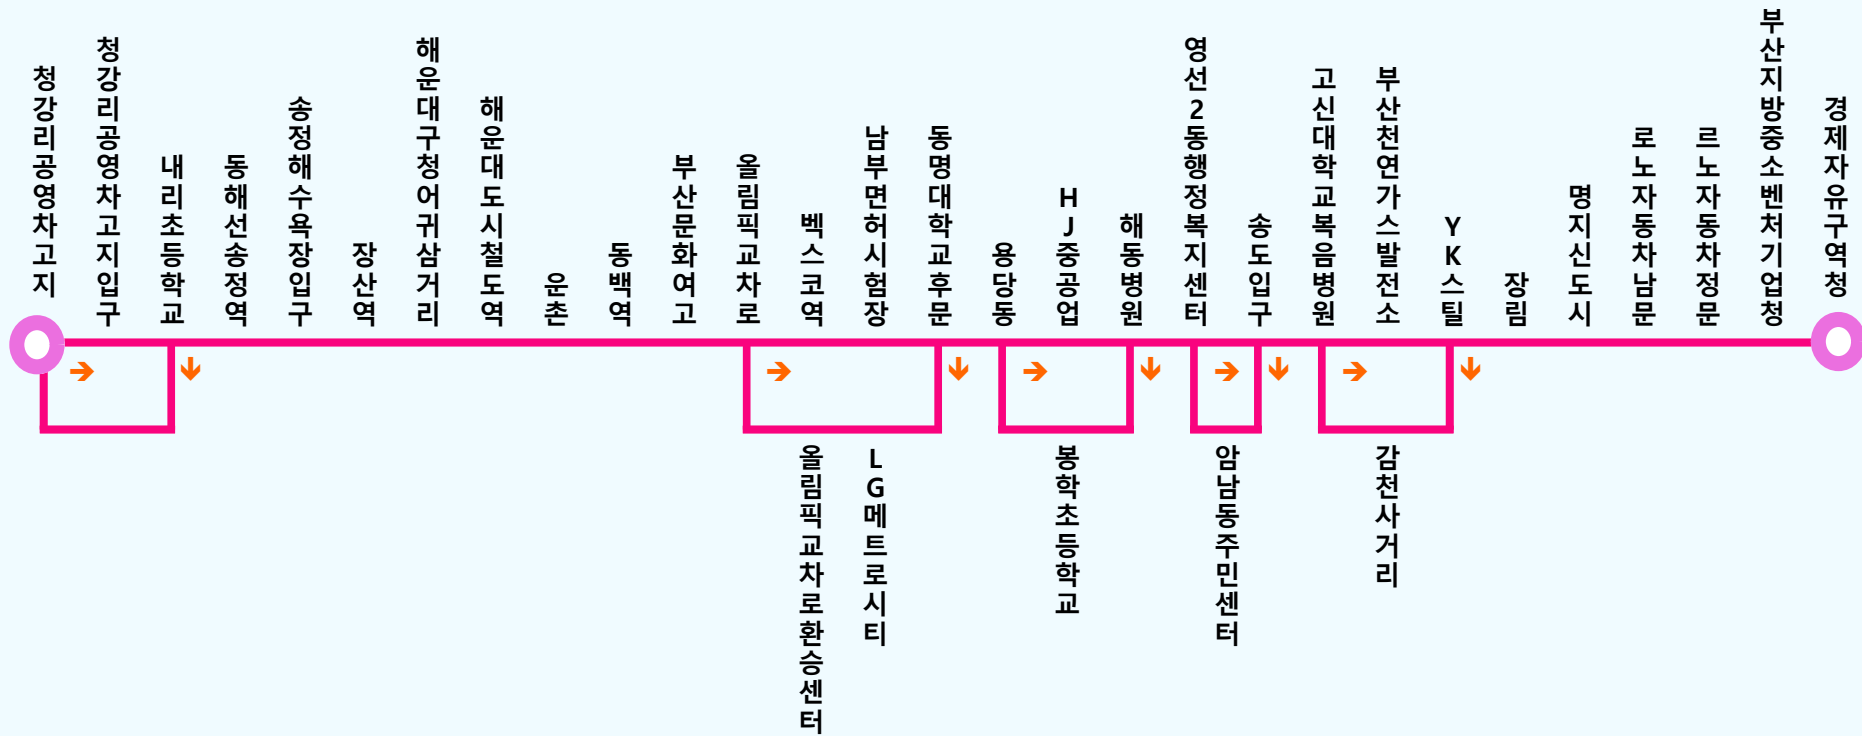 청강리공영차고지
청강리공영차고지입구
내리초등학교
동해선송정역
송정해수욕장입구
장산역
해운대구청어귀삼거리
해운대도시철도역
운촌
동백역
부산문화여고
올림픽교차로
벡스코역
남부면허시험장
동명대학교후문
용당동
HJ중공업
해동병원
영선2동행정복지센터
송도입구
고신대학교복음병원
부산천연가스발전소
YK스틸
장림
명지신도시
로노자동차남문
르노자동차정문
부산지방중소벤처기업청
경제자유구역청
올림픽교차로환승센터
LG메트로시티
봉학초등학교
암남동주민센터
감천사거리